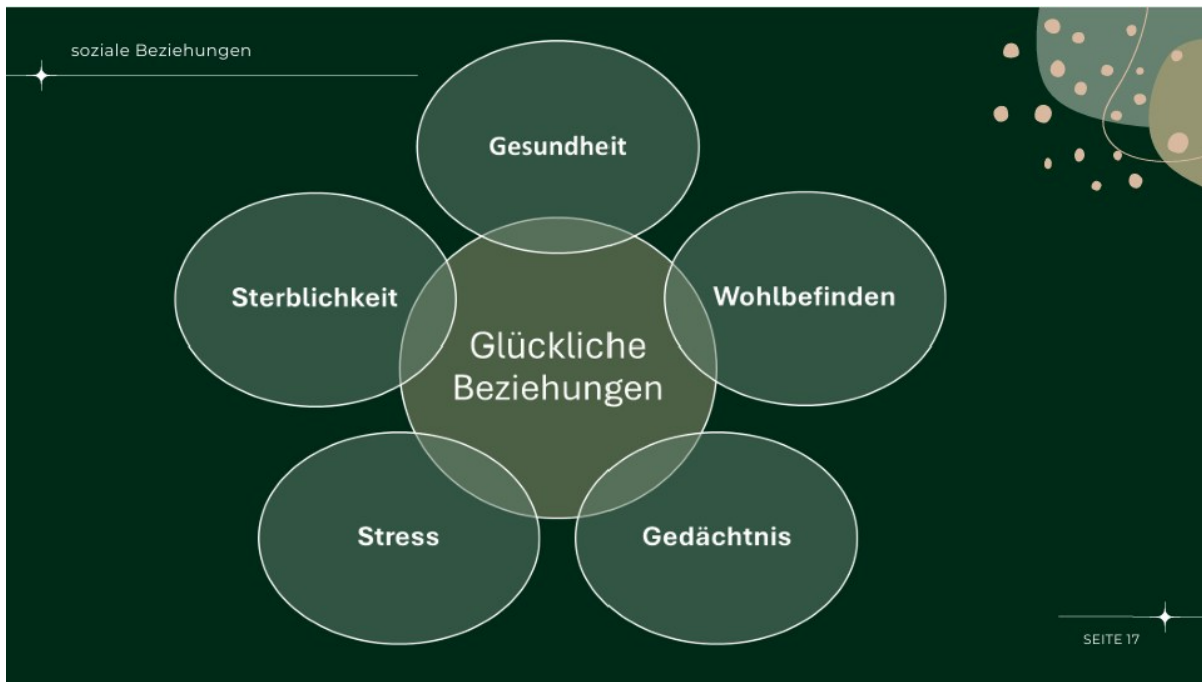 soziale Beziehungen
Gesundheit
Sterblichkeit
Wohlbefinden
Glückliche
Beziehungen
Stress
Gedächtnis
SEITE 17